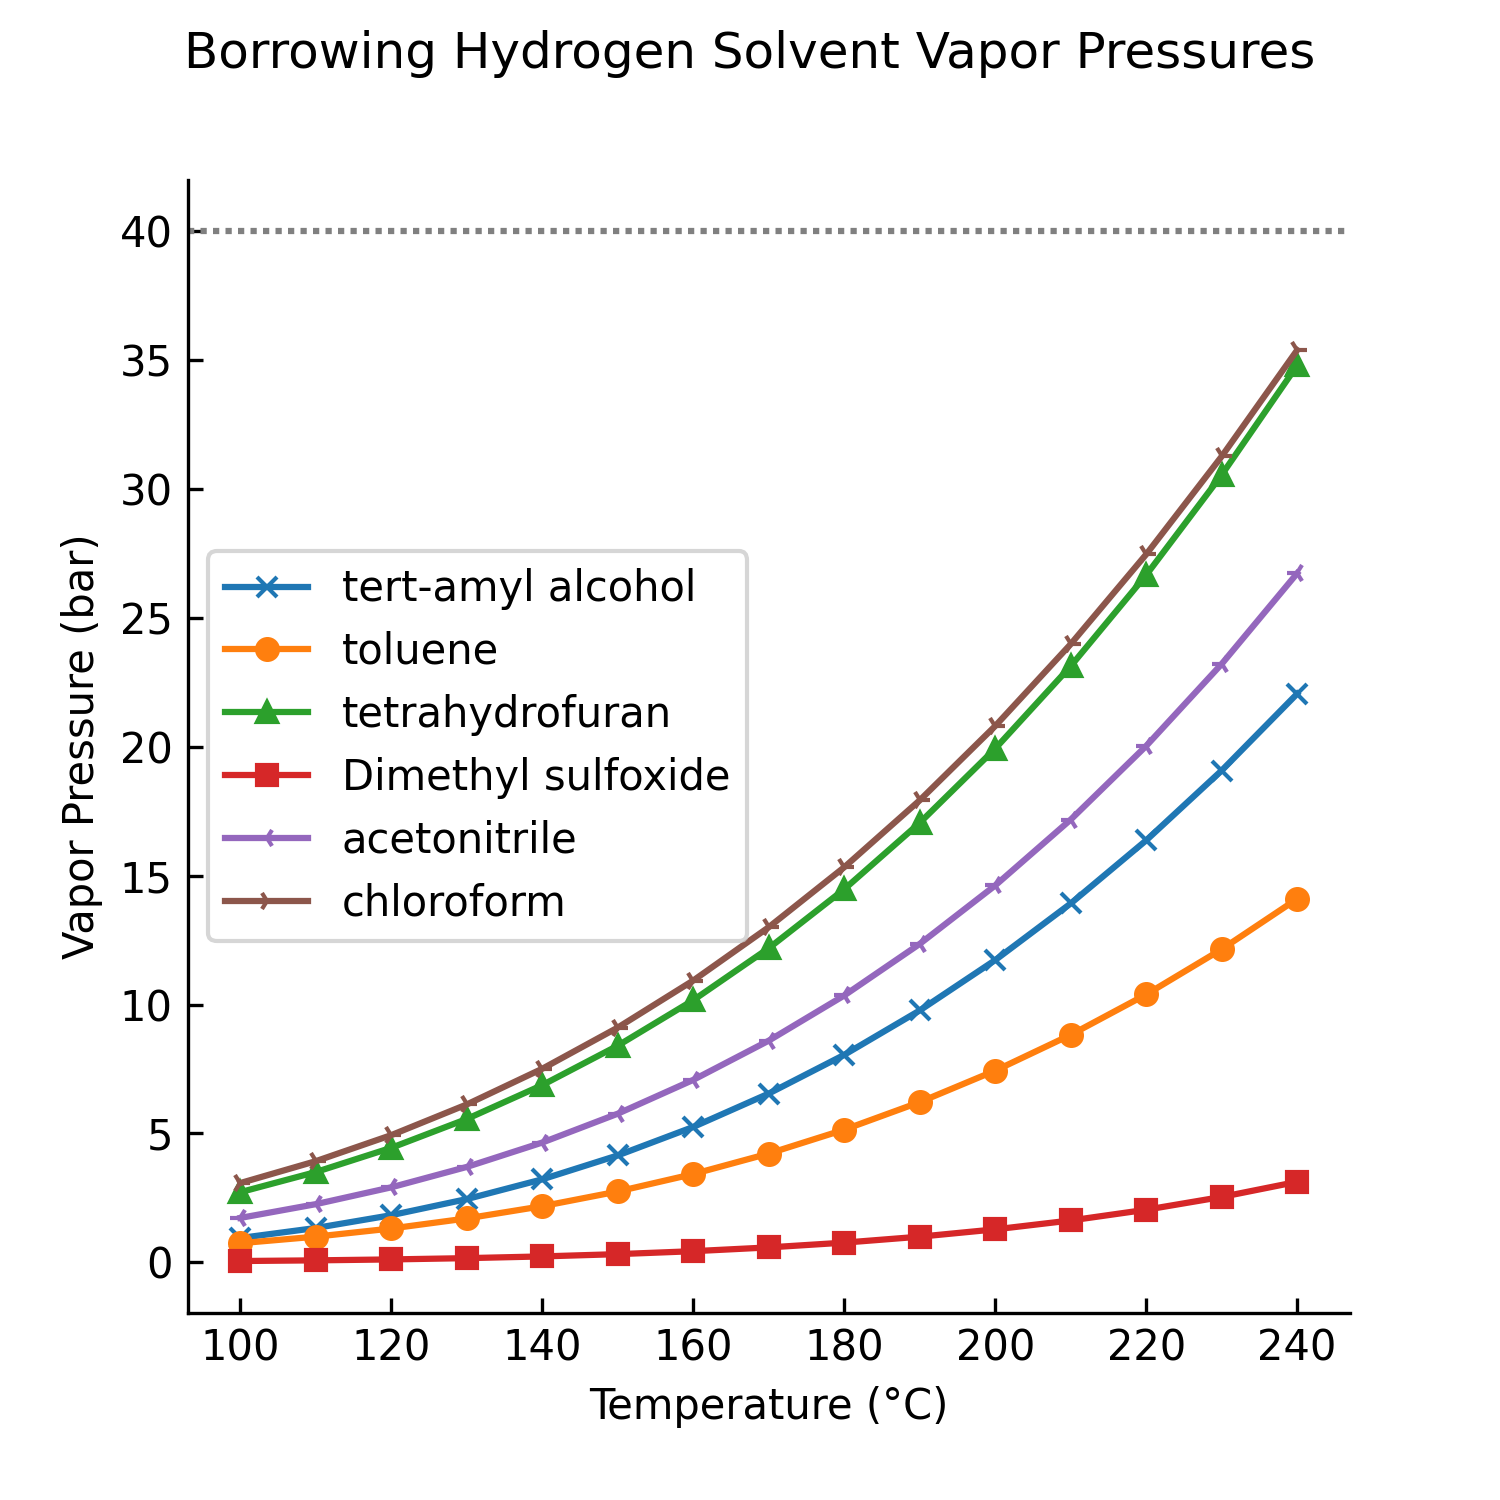 Borrowing Hydrogen Solvent Vapor Pressures
40
35
30
25
20
15
10
5
0
Vapor Pressure (bar)
tert-amyl alcohol
toluene
tetrahydrofuran
Dimethyl sulfoxide
acetonitrile
chloroform
100 120 140 160 180 200 220 240
Temperature (°C)